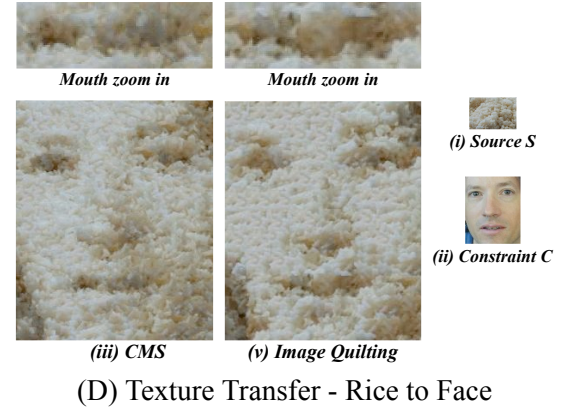 Mouth zoom in
Mouth zoom in
(i) Source S
(ii) Constraint C
(iii) CMS
(v) Image Quilting
(D) Texture Transfer - Rice to Face